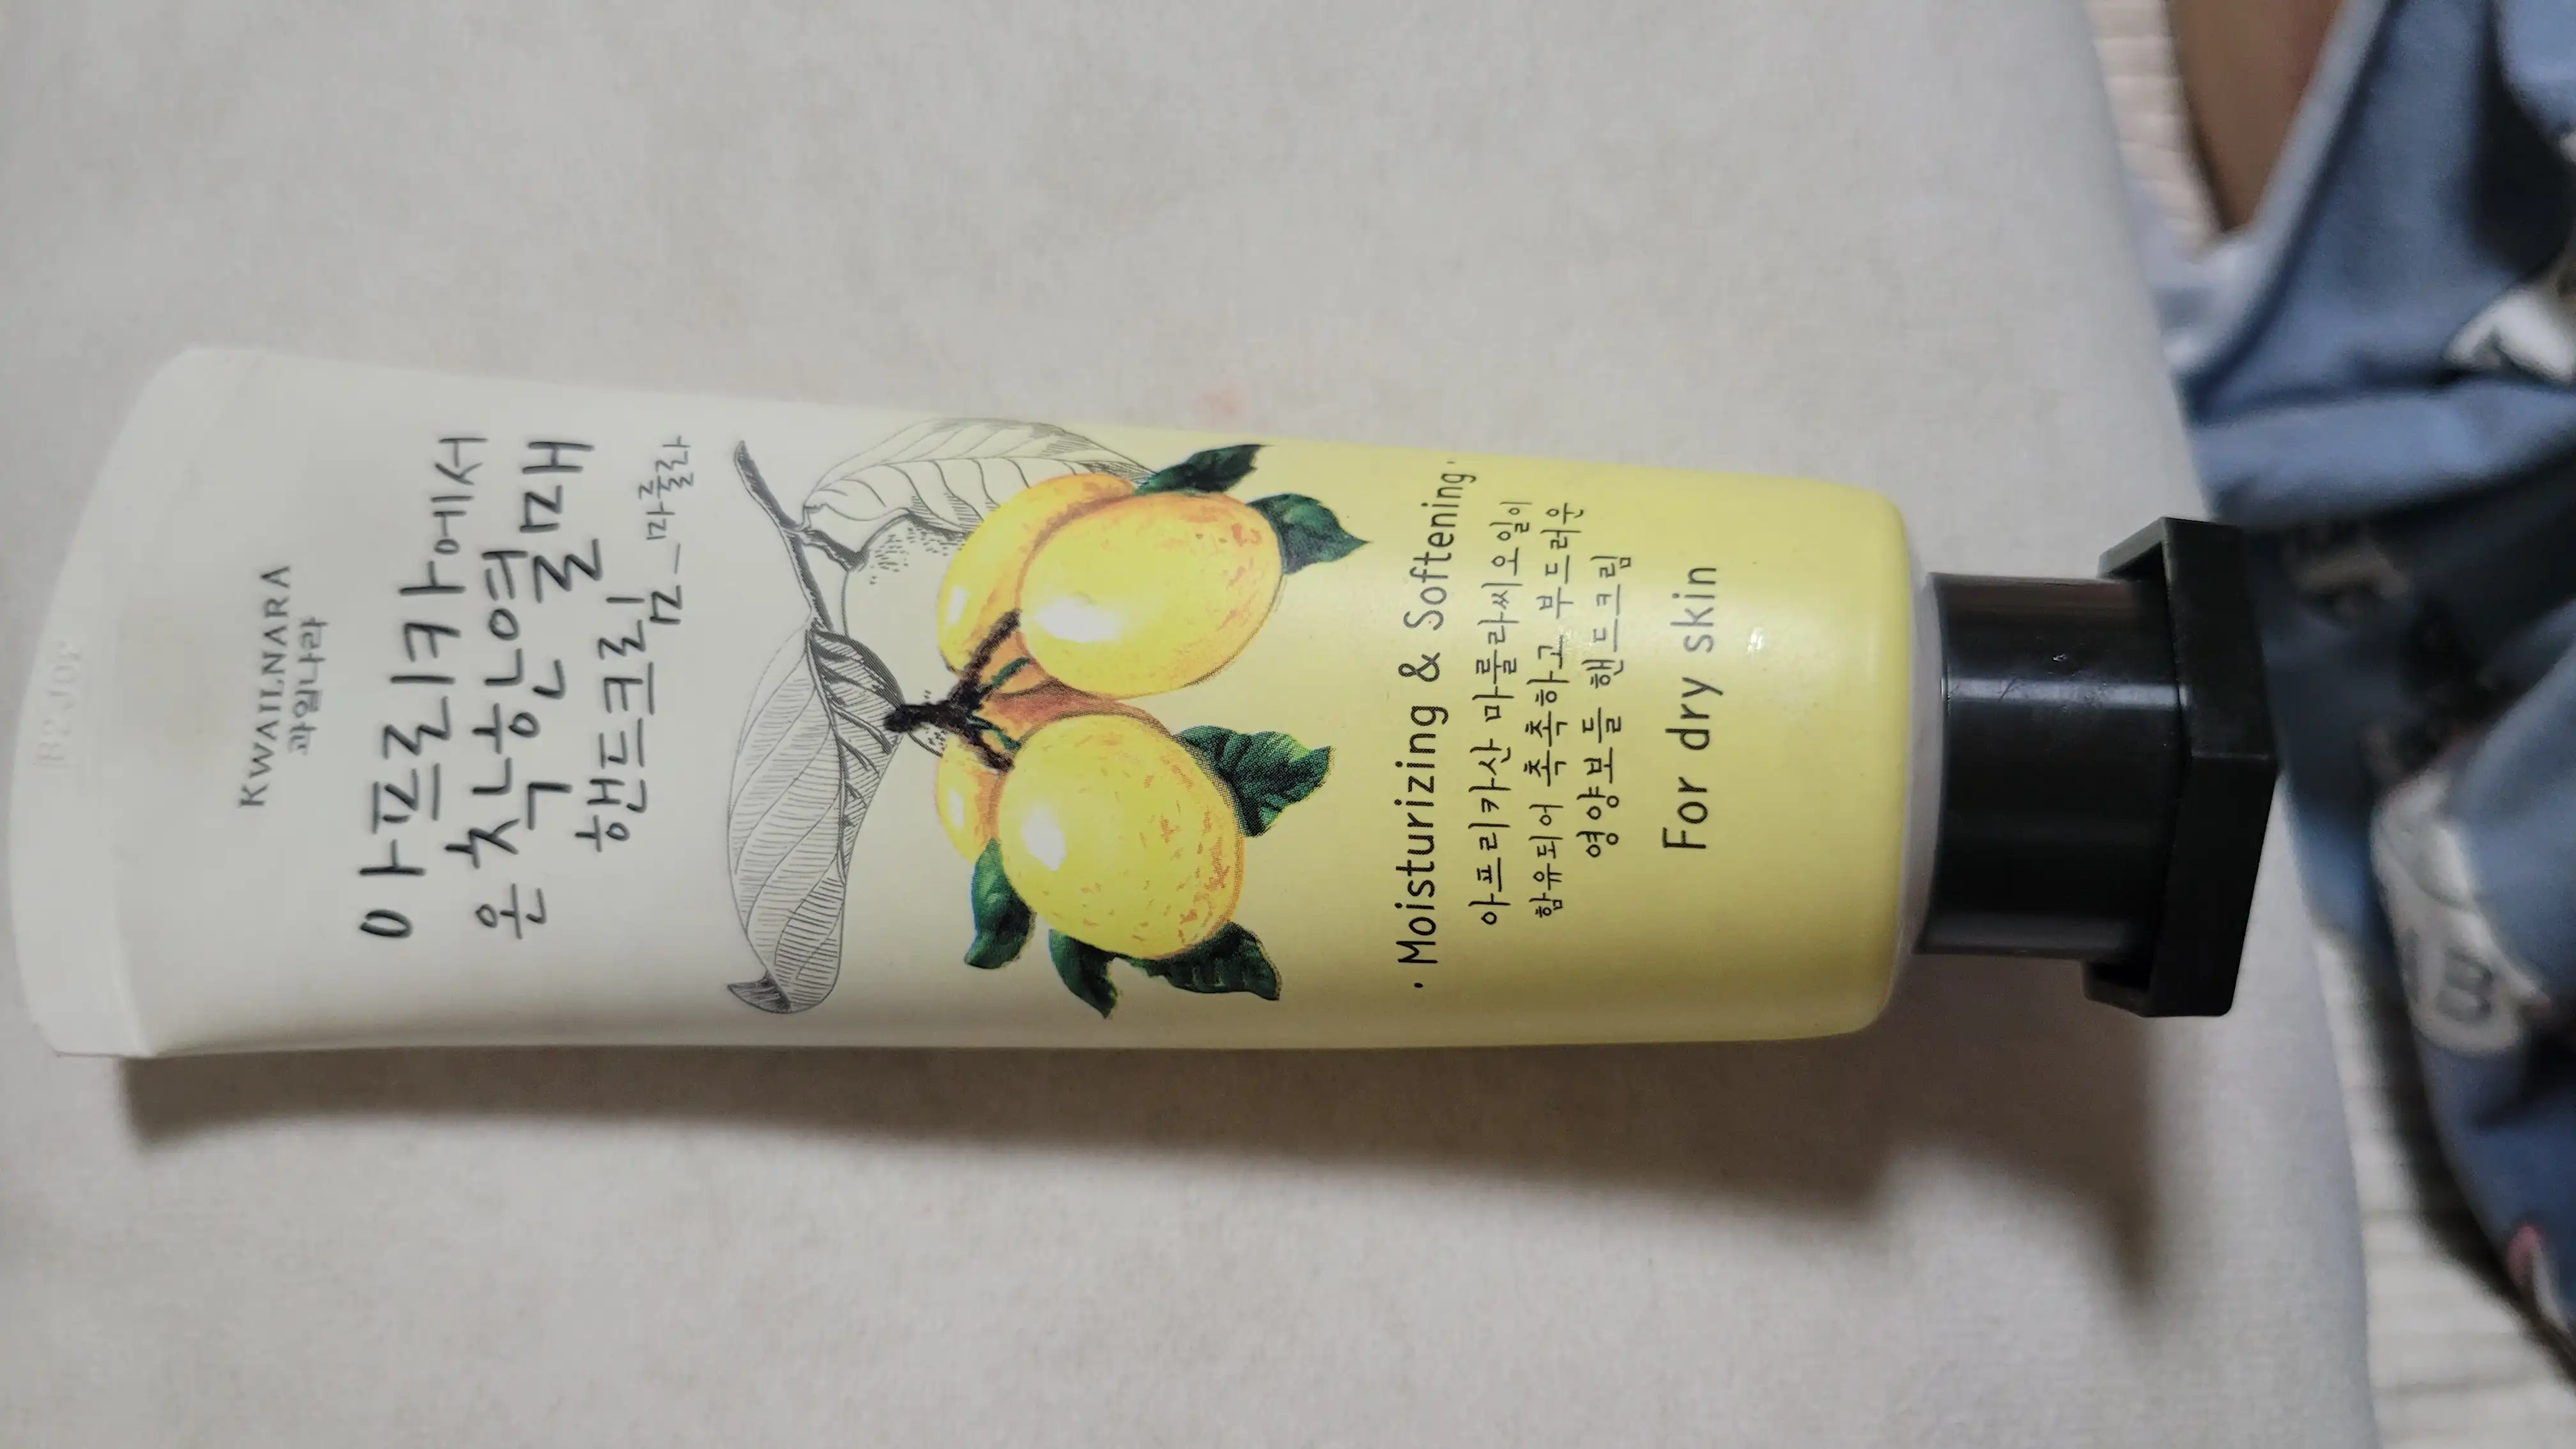 KWAILNARA
과일나라
아프리카에서
온 착한열매
핸드크림_마룰라
· Moisturizing & Softening ·
아프리카산 마룰라씨오일이
함유되어 촉촉하고 부드러운
영양보들 핸드크림
For dry skin